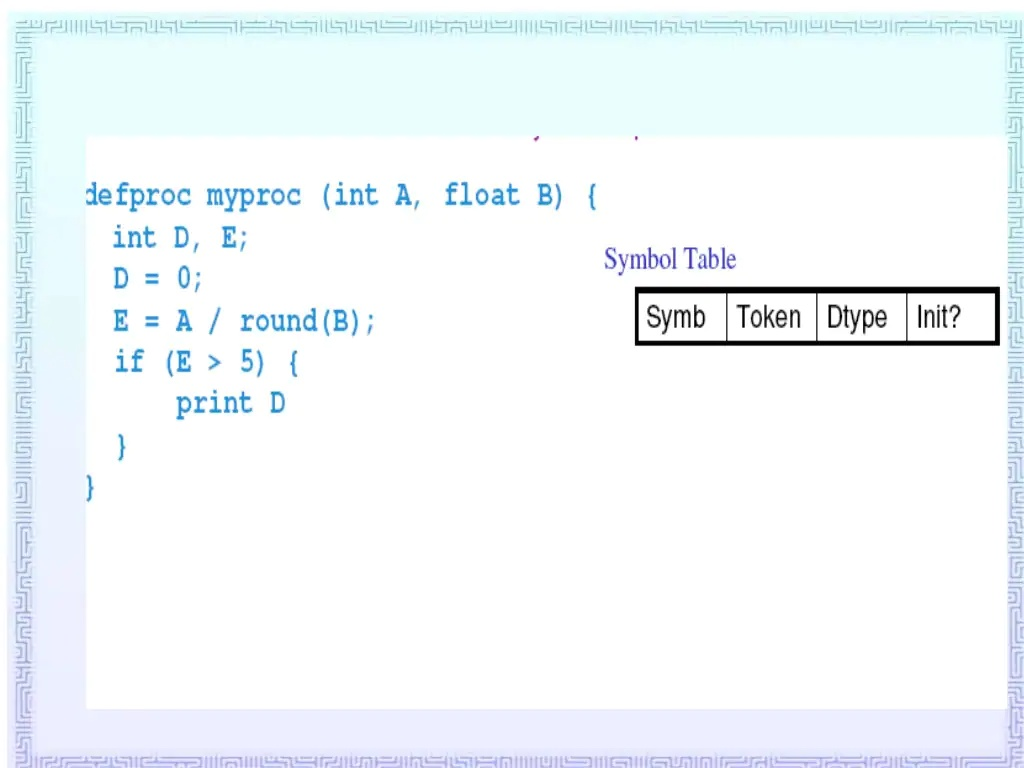 defproc myproc (int A, float B) {
int D, E;
D = 0;
E = A / round(B);
if (E > 5) {
print D
}
}
Symbol Table
Symb Token Dtype Init?